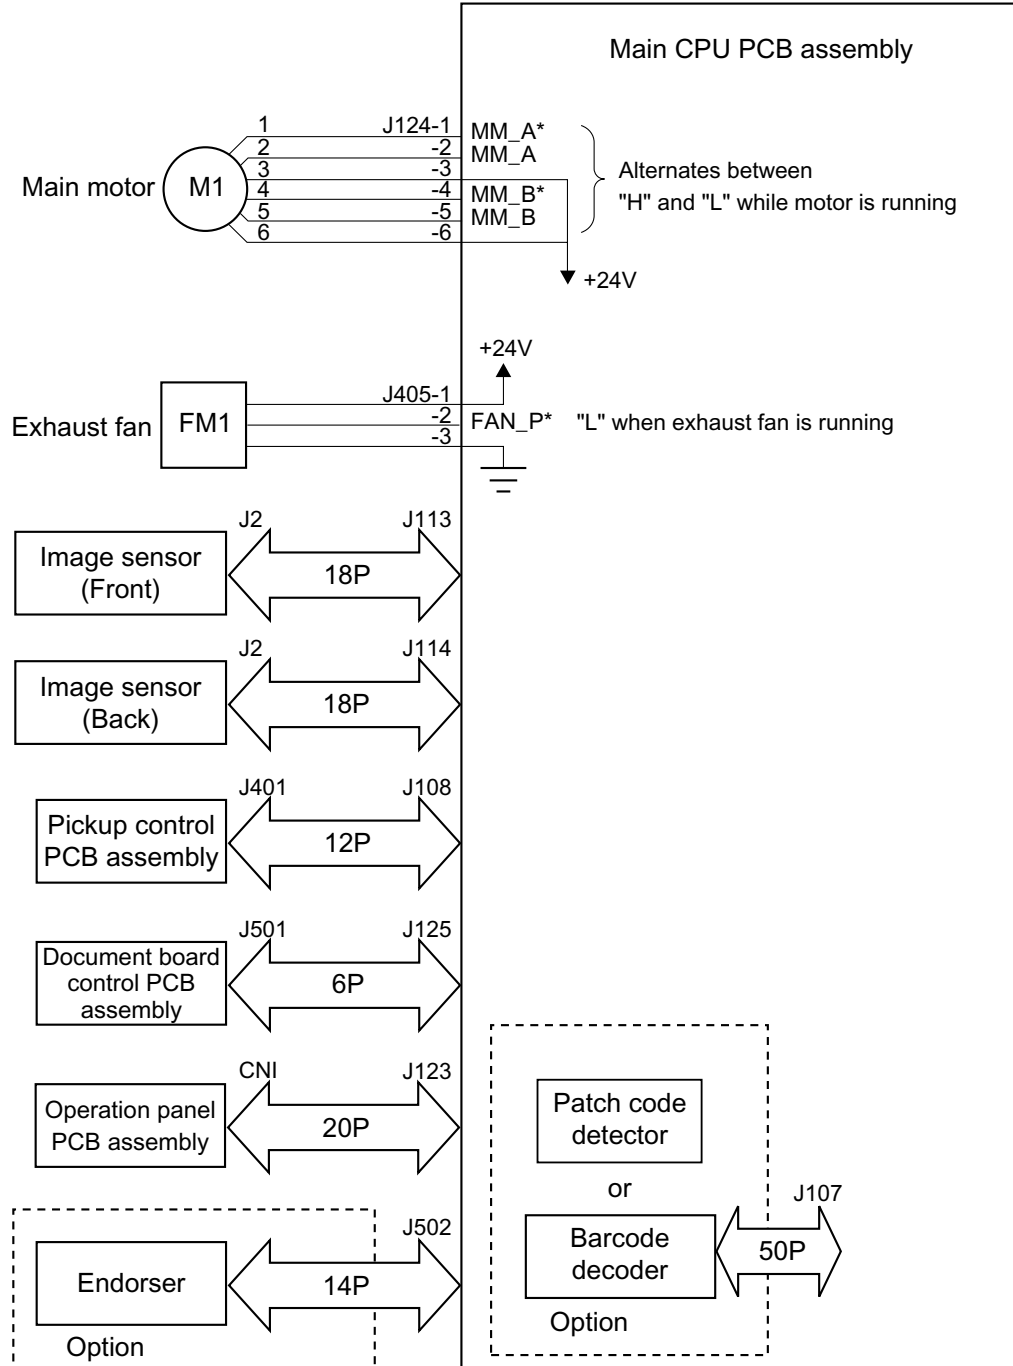 Main CPU PCB assembly
1
J124-1
MM_A*
2
-2
MM_A
3
-3
Main motor
M1
4
-4
MM_B*
5
-5
MM_B
6
-6
Alternates between
"H" and "L" while motor is running
+24V
+24V
J405-1
Exhaust fan
FM1
-2
FAN_P*
"L" when exhaust fan is running
-3
J2
J113
Image sensor
(Front)
18P
J2
J114
Image sensor
(Back)
18P
J401
J108
Pickup control
PCB assembly
12P
J501
J125
Document board
control PCB
assembly
6P
CNI
J123
Operation panel
PCB assembly
20P
Patch code
detector
or
J107
Barcode
decoder
50P
Option
J502
Endorser
14P
Option